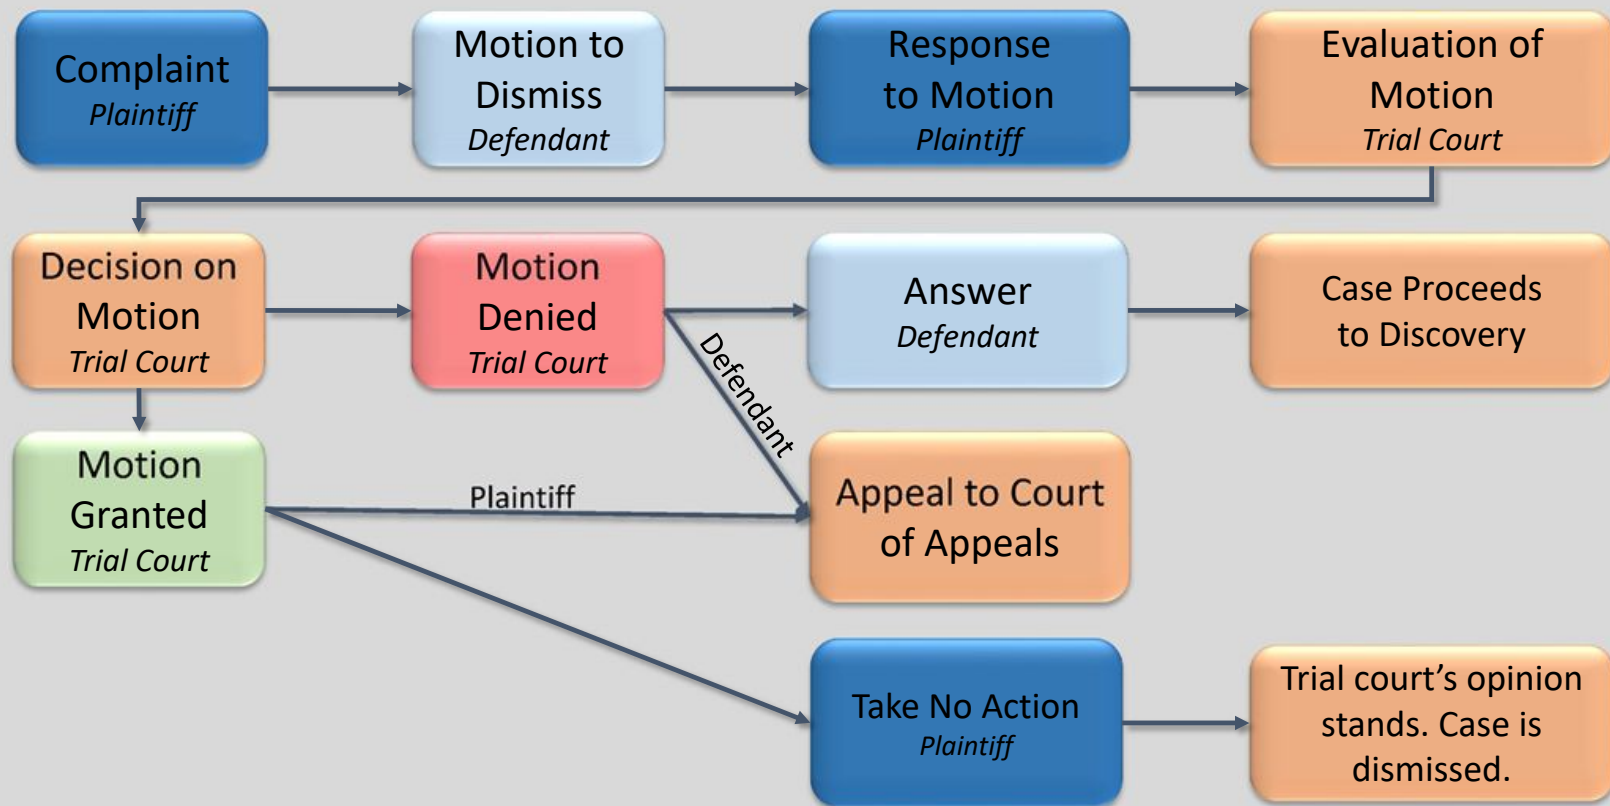 Complaint
Plaintiff
Motion to
Dismiss
Defendant
Response
to Motion
Plaintiff
Evaluation of
Motion
Trial Court
Decision on
Motion
Trial Court
Motion
Denied
Trial Court
Answer
Defendant
Case Proceeds
to Discovery
Defendant
Motion
Granted
Trial Court
Plaintiff
Appeal to Court
of Appeals
Take No Action
Plaintiff
Trial court’s opinion
stands. Case is
dismissed.